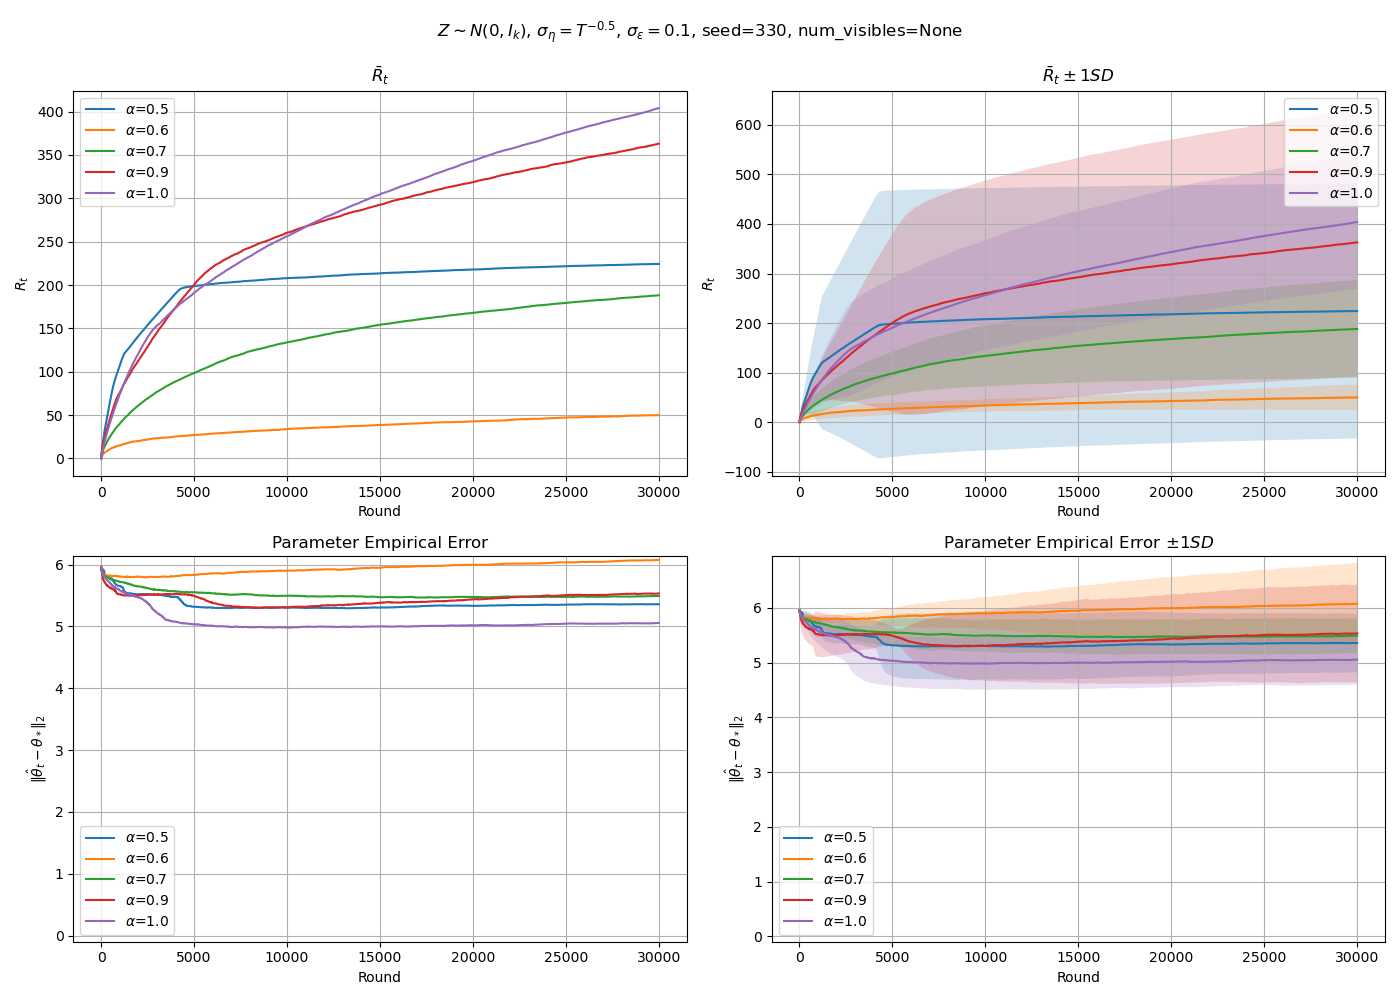 Z ∼ N(0, I_k), σ_η = T^{−0.5}, σ_ε = 0.1, seed=330, num_visibles=None
R̄_t
R_t
400
350
300
250
200
150
100
50
0
α=0.5
α=0.6
α=0.7
α=0.9
α=1.0
0 5000 10000 15000 20000 25000 30000
Round
R̄_t ± 1SD
R_t
600
500
400
300
200
100
0
−100
α=0.5
α=0.6
α=0.7
α=0.9
α=1.0
0 5000 10000 15000 20000 25000 30000
Round
Parameter Empirical Error
‖θ̂_t − θ_*‖_2
6
5
4
3
2
1
0
α=0.5
α=0.6
α=0.7
α=0.9
α=1.0
0 5000 10000 15000 20000 25000 30000
Round
Parameter Empirical Error ±1SD
‖θ̂_t − θ_*‖_2
6
5
4
3
2
1
0
α=0.5
α=0.6
α=0.7
α=0.9
α=1.0
0 5000 10000 15000 20000 25000 30000
Round